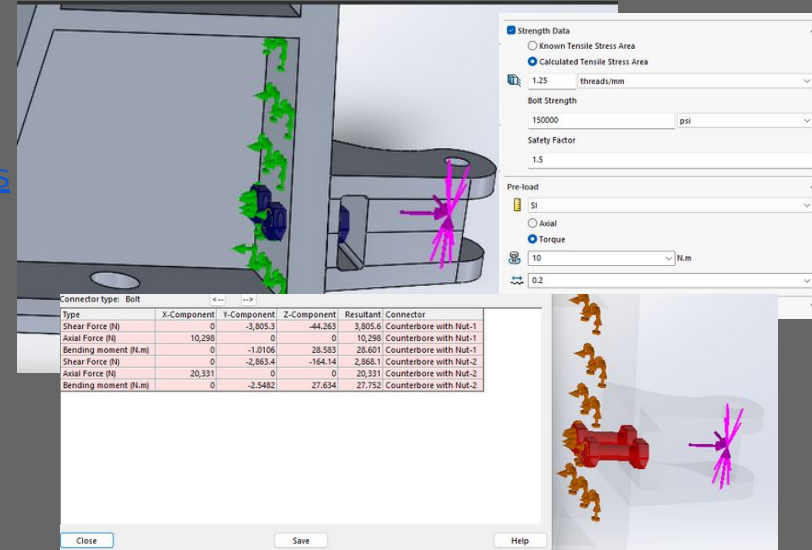 Strength Data
Known Tensile Stress Area
Calculated Tensile Stress Area
1.25 threads/mm
Bolt Strength
150000 psi
Safety Factor
1.5
Pre-load
SI
Axial
Torque
10 N.m
0.2
Connector type: Bolt <-- -->
Type X-Component Y-Component Z-Component Resultant Connector
Shear Force (N) 0 -3,805.3 -44.263 3,805.6 Counterbore with Nut-1
Axial Force (N) 10,298 0 0 10,298 Counterbore with Nut-1
Bending moment (N.m) 0 -1.0106 28.583 28.601 Counterbore with Nut-1
Shear Force (N) 0 -2,863.4 -164.14 2,868.1 Counterbore with Nut-2
Axial Force (N) 20,331 0 0 20,331 Counterbore with Nut-2
Bending moment (N.m) 0 -2.5482 27.634 27.752 Counterbore with Nut-2
Close Save Help